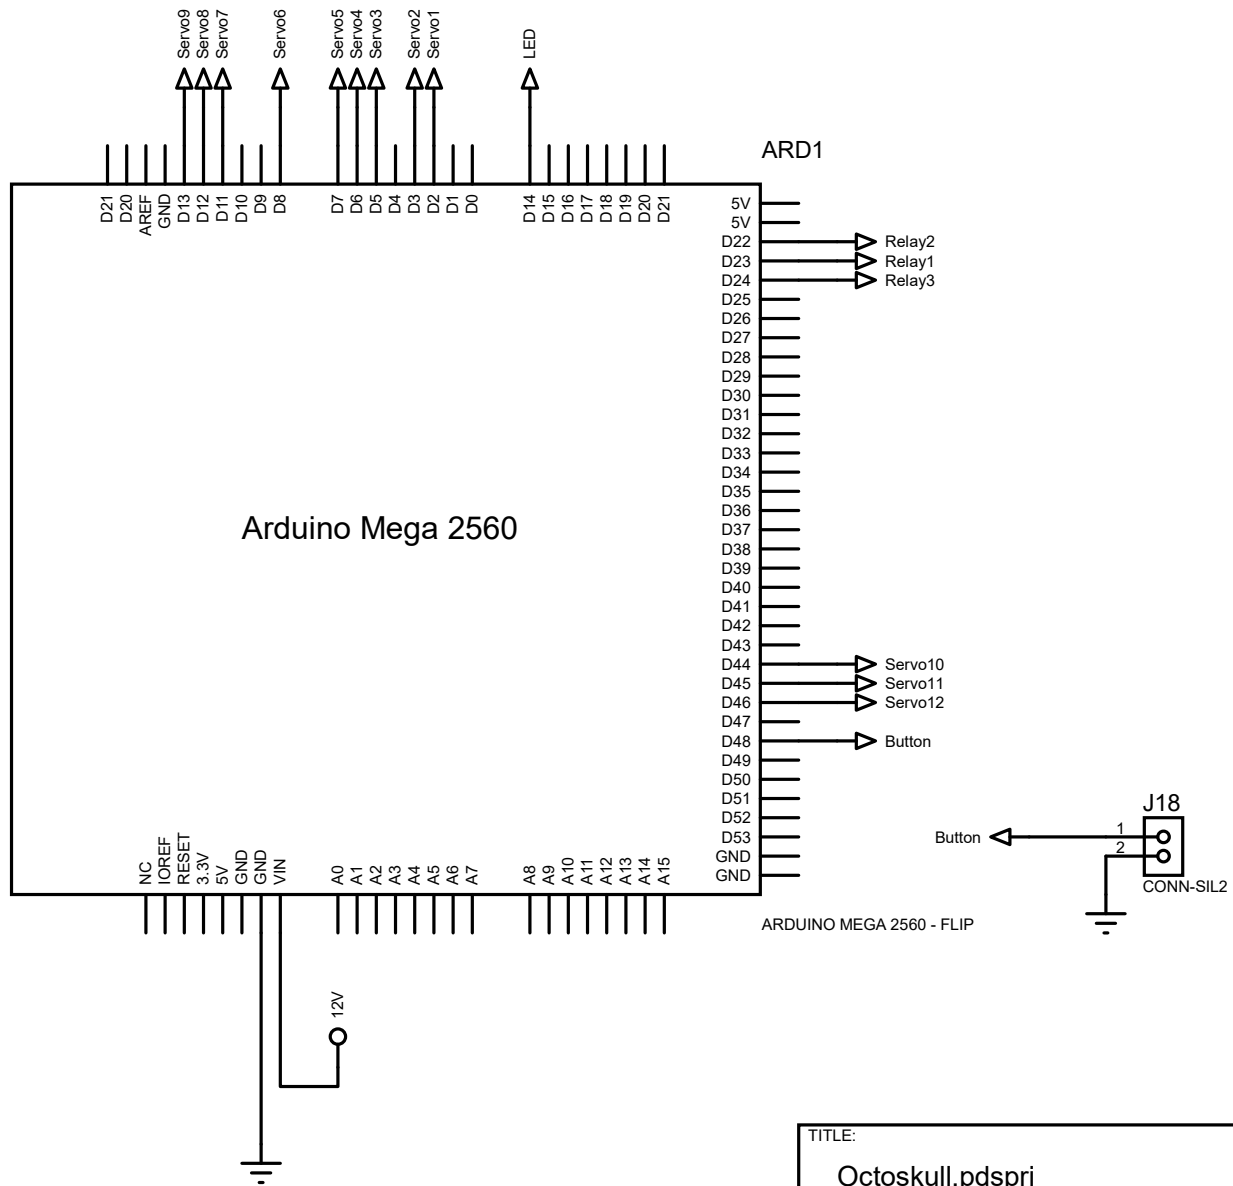 Servo9
Servo8
Servo7
Servo6
Servo5
Servo4
Servo3
Servo2
Servo1
LED
ARD1
D21
D20
AREF
GND
D13
D12
D11
D10
D9
D8
D7
D6
D5
D4
D3
D2
D1
D0
D14
D15
D16
D17
D18
D19
D20
D21
5V
5V
D22 Relay2
D23 Relay1
D24 Relay3
D25
D26
D27
D28
D29
D30
D31
D32
D33
D34
D35
D36
D37
D38
D39
D40
D41
D42
D43
D44 Servo10
D45 Servo11
D46 Servo12
D47
D48 Button
D49
D50
D51
D52
D53
GND
GND
Arduino Mega 2560
NC
IOREF
RESET
3.3V
5V
GND
GND
VIN
A0
A1
A2
A3
A4
A5
A6
A7
A8
A9
A10
A11
A12
A13
A14
A15
ARDUINO MEGA 2560 - FLIP
J18
Button 1
2
CONN-SIL2
12V
TITLE:
Octoskull.pdsprj